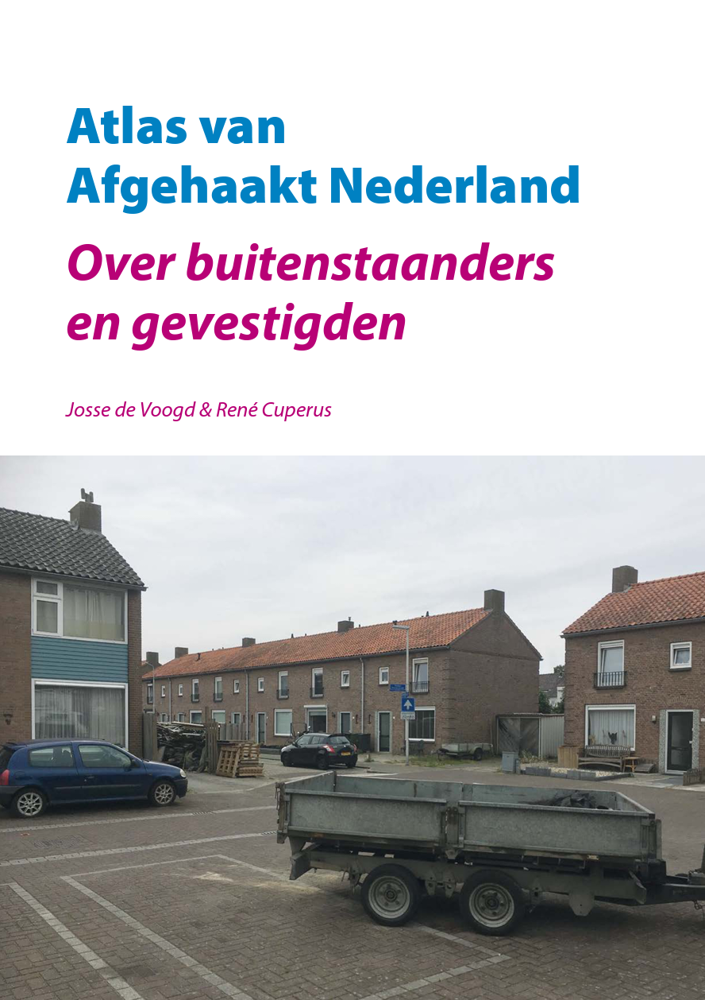 Atlas van
Afgehaakt Nederland
Over buitenstaanders
en gevestigden
Josse de Voogd & René Cuperus